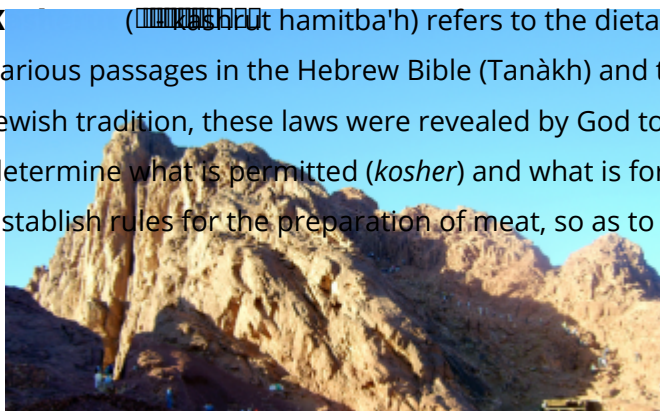 kashrut hamitba'h) refers to the dieta
arious passages in the Hebrew Bible (Tanàkh) and t
ewish tradition, these laws were revealed by God to
determine what is permitted (kosher) and what is for
stablish rules for the preparation of meat, so as to